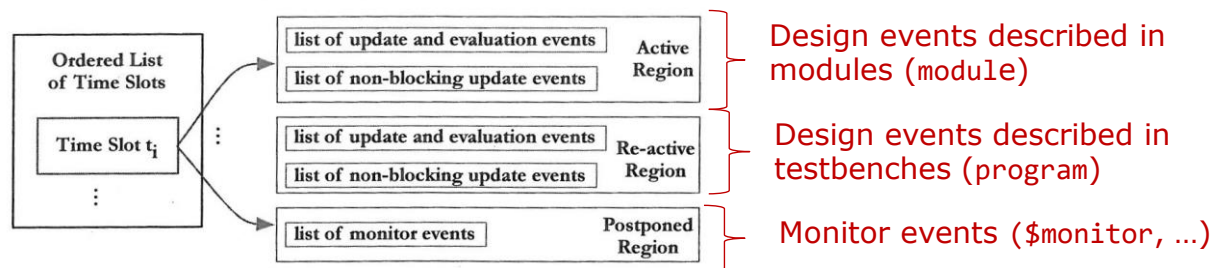 Ordered List
of Time Slots
Time Slot ti
⋮
⋮
list of update and evaluation events
list of non-blocking update events
Active
Region
list of update and evaluation events
list of non-blocking update events
Re-active
Region
list of monitor events
Postponed
Region
Design events described in
modules (module)
Design events described in
testbenches (program)
Monitor events ($monitor, …)